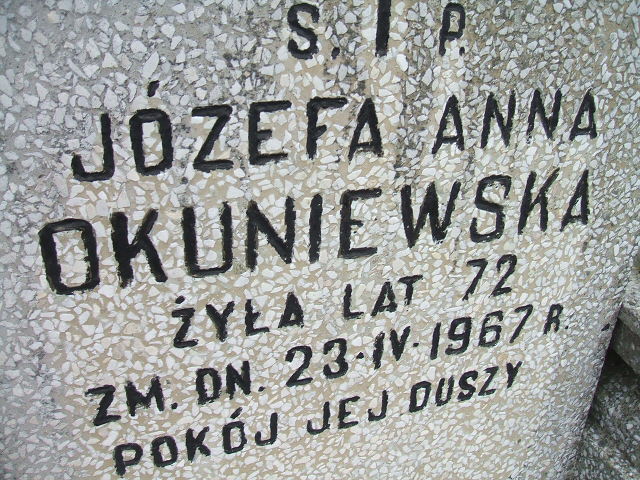 S. P.
JÓZEFA ANNA
OKUNIEWSKA
ŻYŁA LAT 72
ZM. DN. 23·IV·1967 R.
POKÓJ JEJ DUSZY